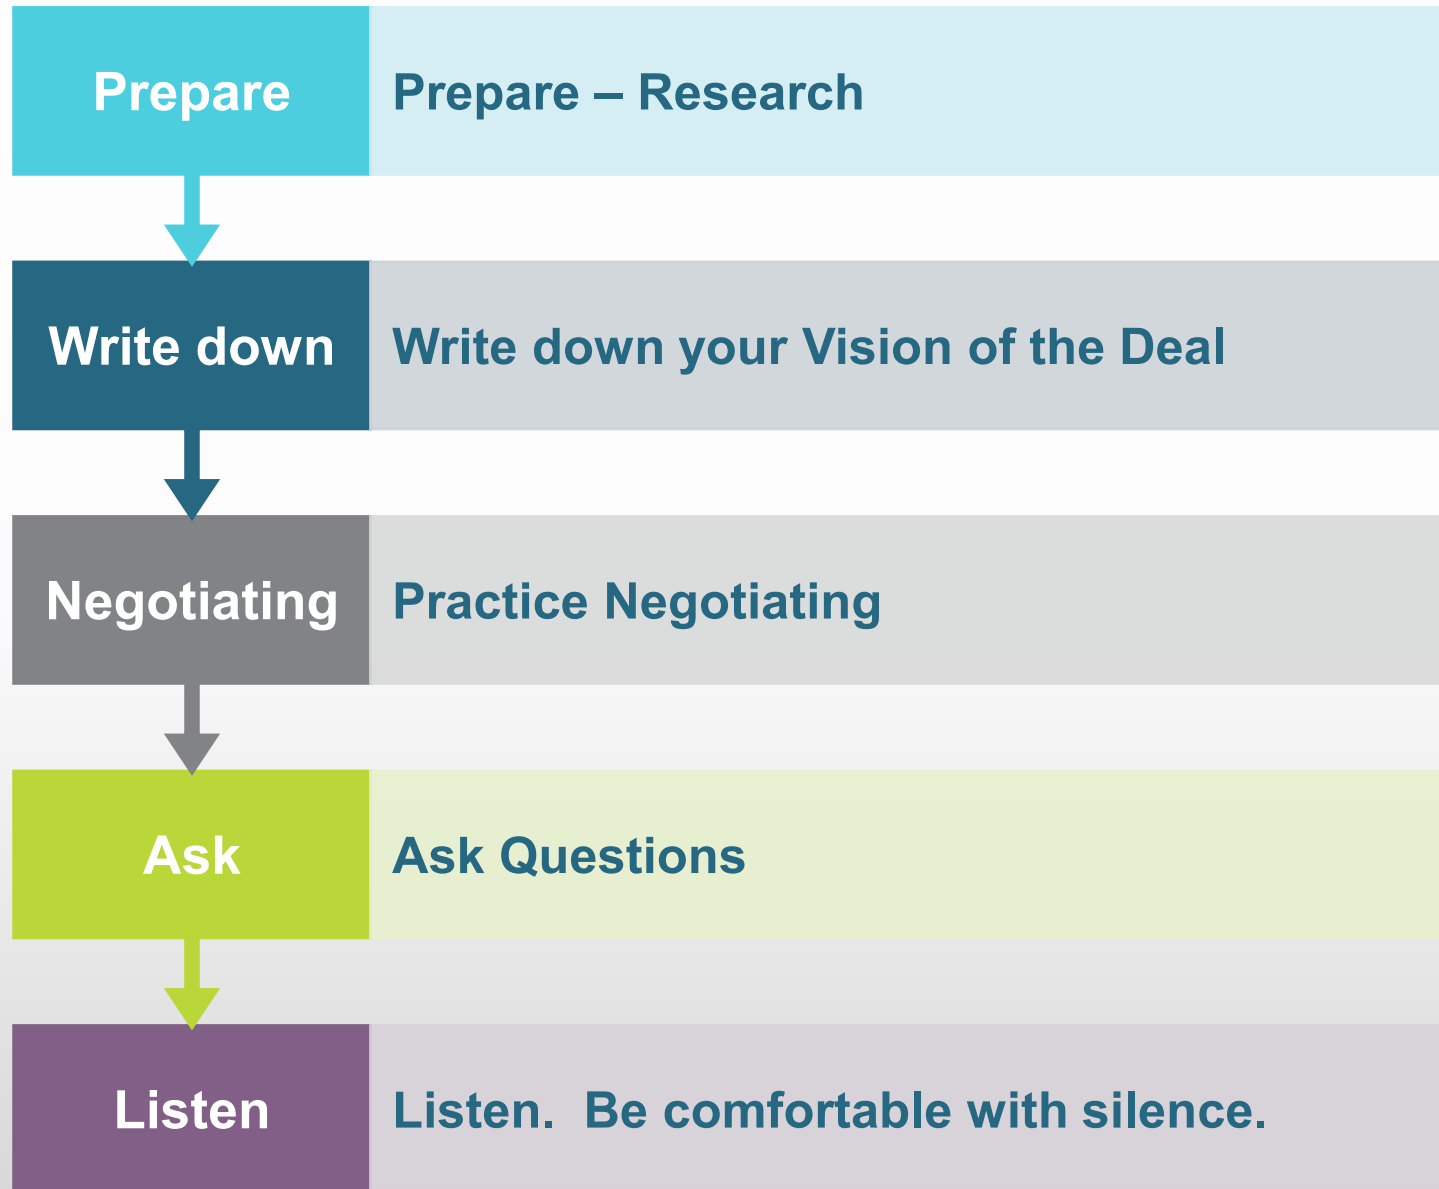 Prepare
Prepare – Research
Write down
Write down your Vision of the Deal
Negotiating
Practice Negotiating
Ask
Ask Questions
Listen
Listen.  Be comfortable with silence.